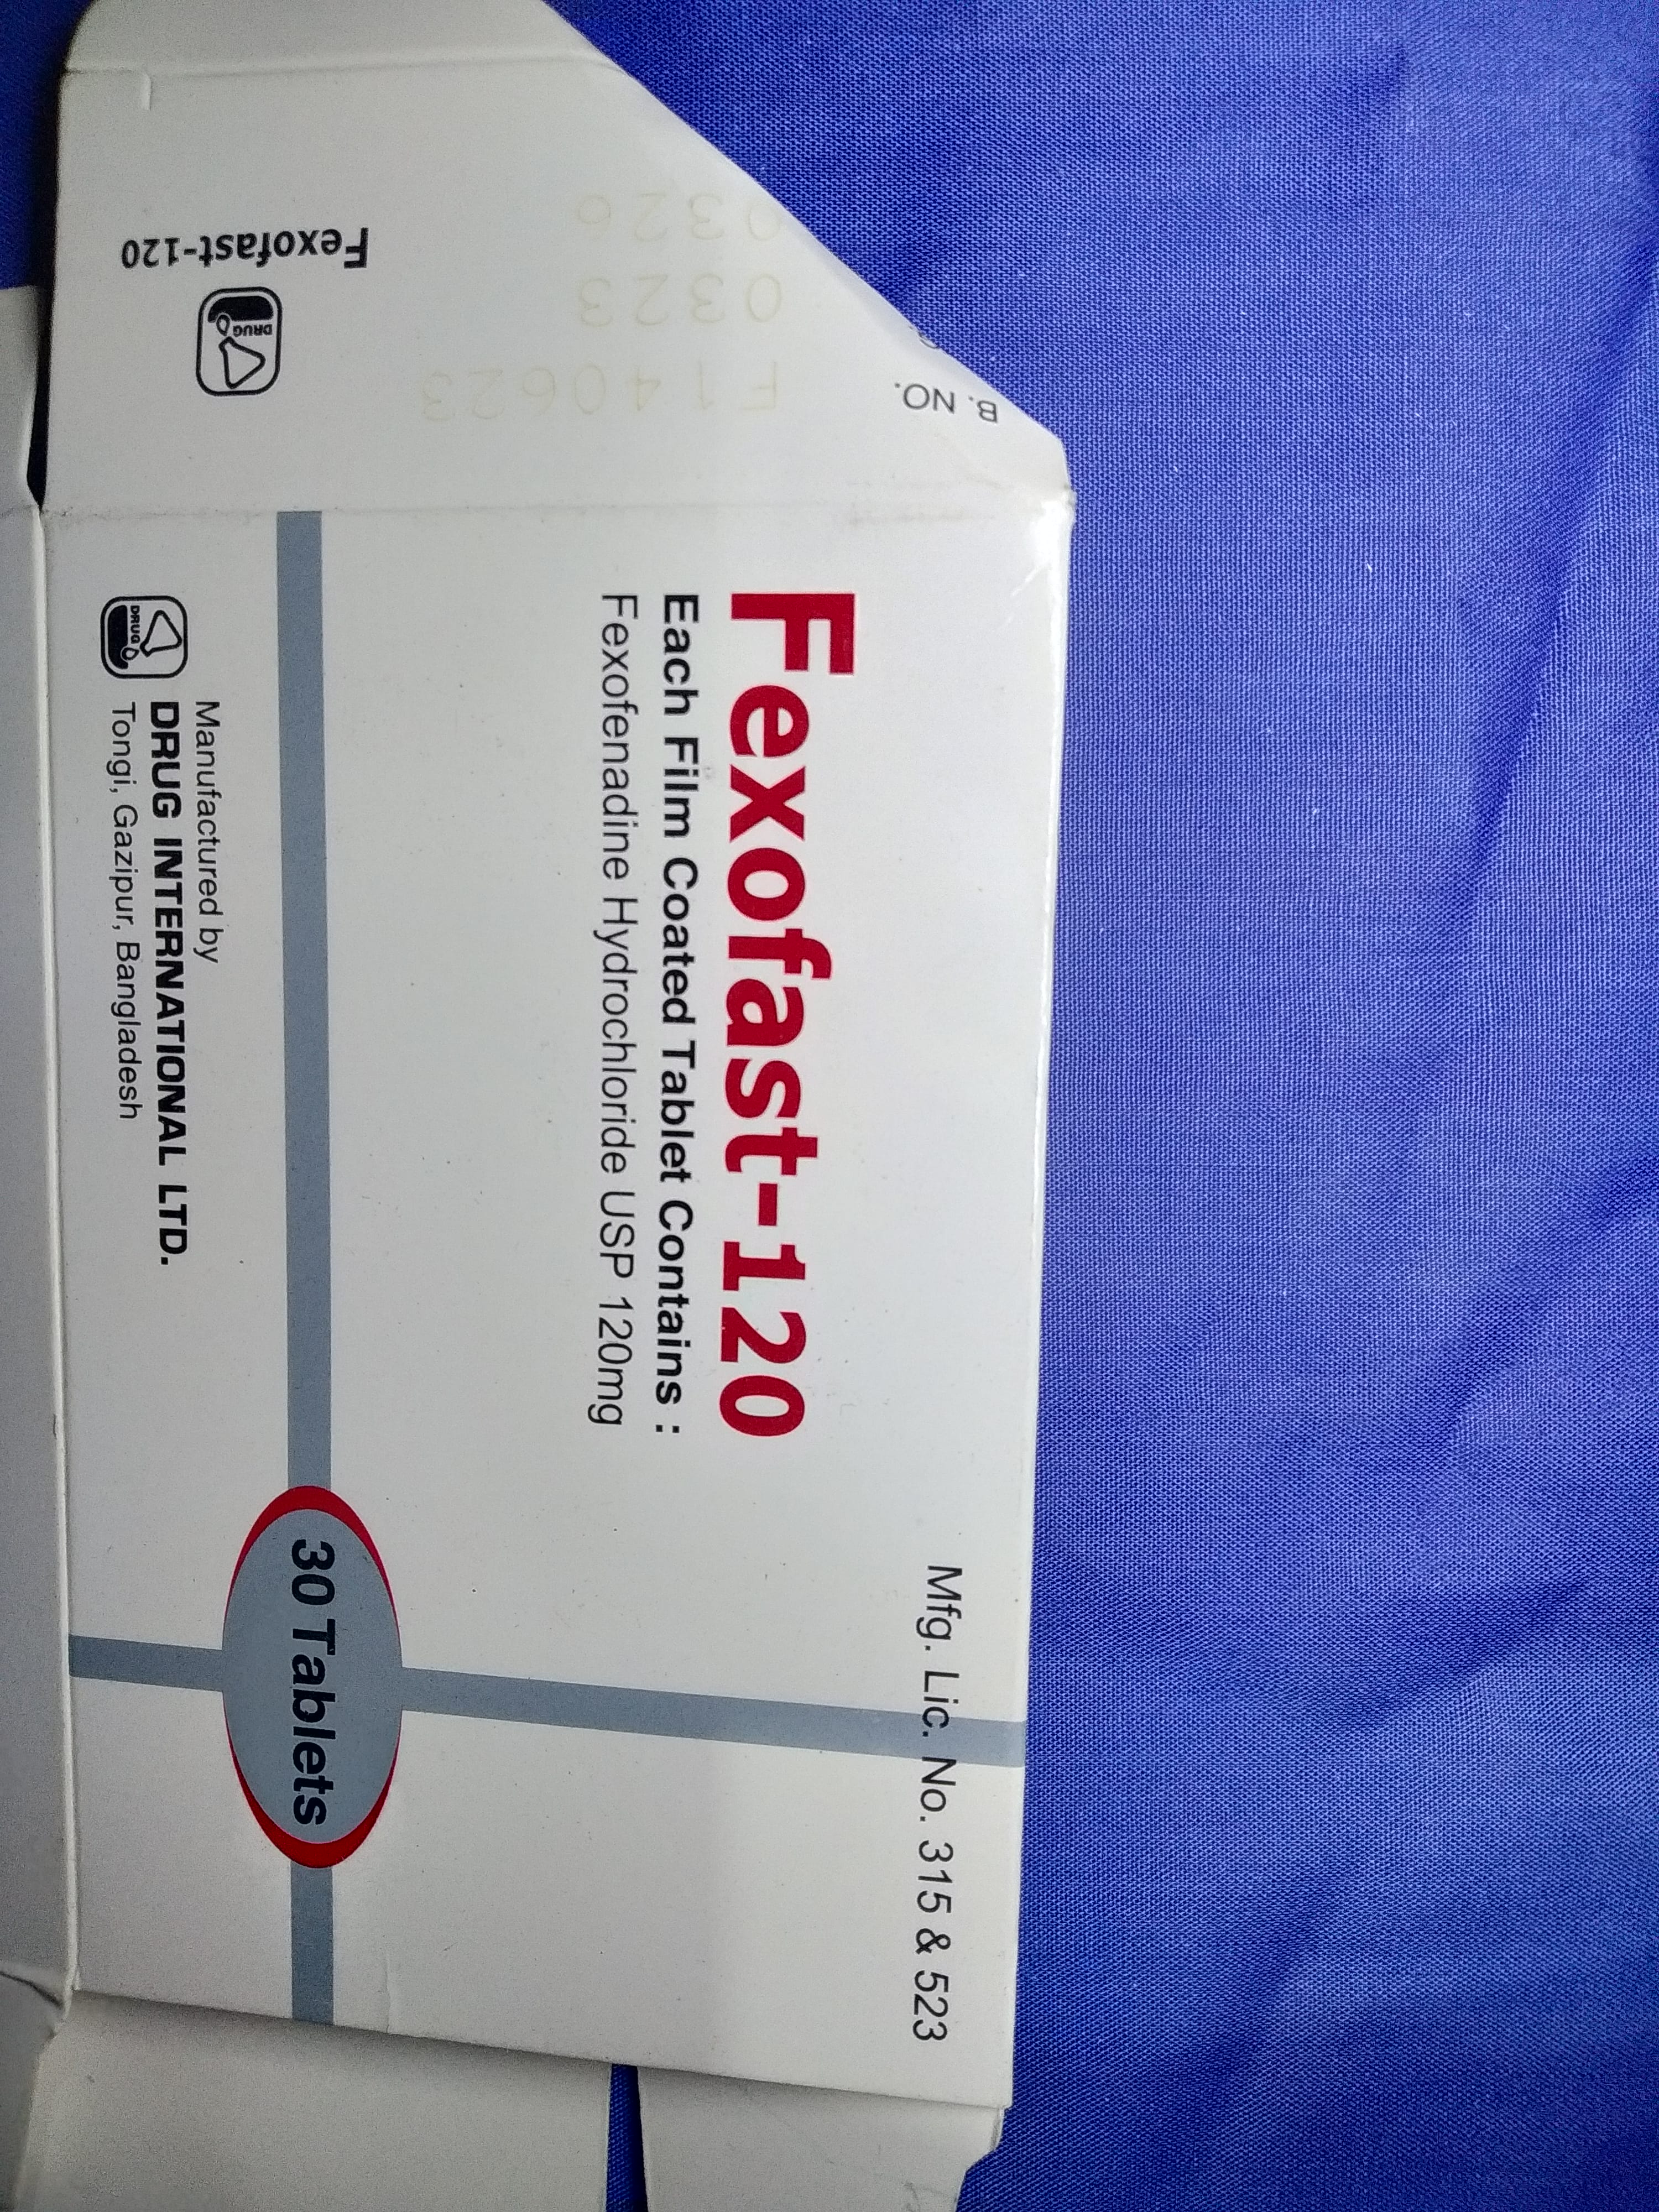 B. NO.
F140623
0323
0326
Fexofast-120
DRUG
Mfg. Lic. No. 315 & 523
Fexofast-120
Each Film Coated Tablet Contains :
Fexofenadine Hydrochloride USP 120mg
30 Tablets
Manufactured by
DRUG INTERNATIONAL LTD.
Tongi, Gazipur, Bangladesh
DRUG